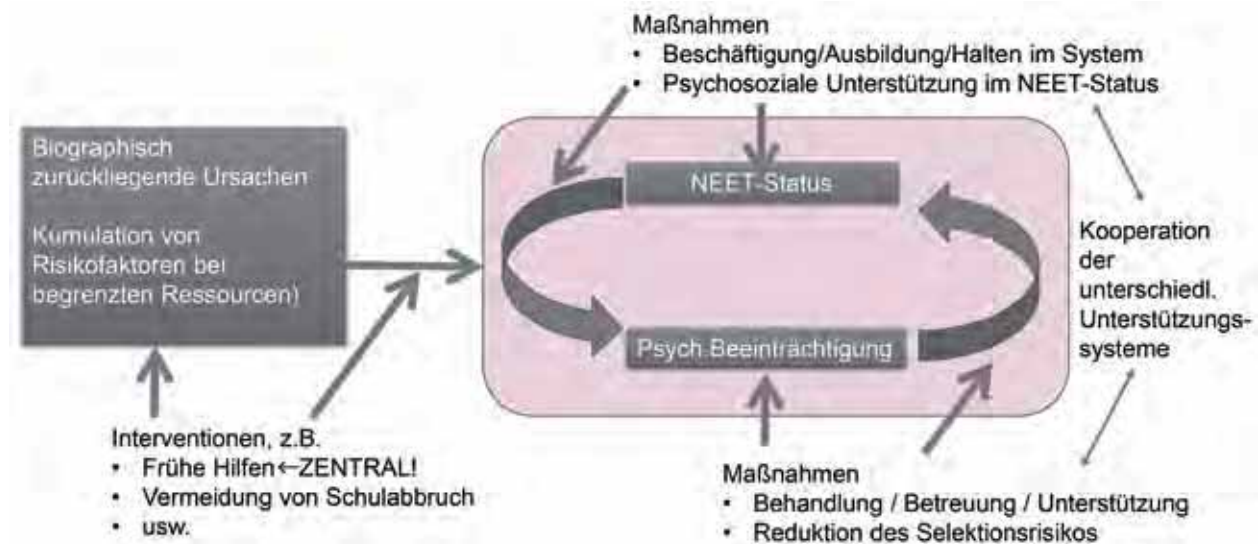 Maßnahmen
• Beschäftigung/Ausbildung/Halten im System
• Psychosoziale Unterstützung im NEET-Status
Biographisch
zurückliegende Ursachen
Kumulation von
Risikofaktoren bei
begrenzten Ressourcen)
NEET-Status
Psych.Beeinträchtigung
Kooperation
der
unterschiedl.
Unterstützungs-
systeme
Interventionen, z.B.
• Frühe Hilfen←ZENTRAL!
• Vermeidung von Schulabbruch
• usw.
Maßnahmen
• Behandlung / Betreuung / Unterstützung
• Reduktion des Selektionsrisikos